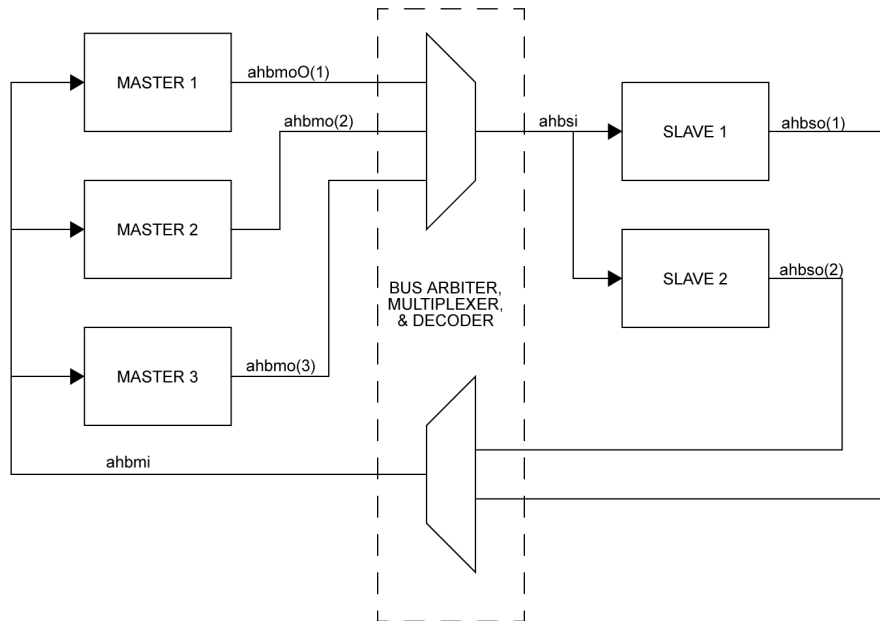 MASTER 1
ahbmoO(1)
ahbmo(2)
ahbsi
SLAVE 1
ahbso(1)
MASTER 2
SLAVE 2
ahbso(2)
BUS ARBITER,
MULTIPLEXER,
& DECODER
MASTER 3
ahbmo(3)
ahbmi